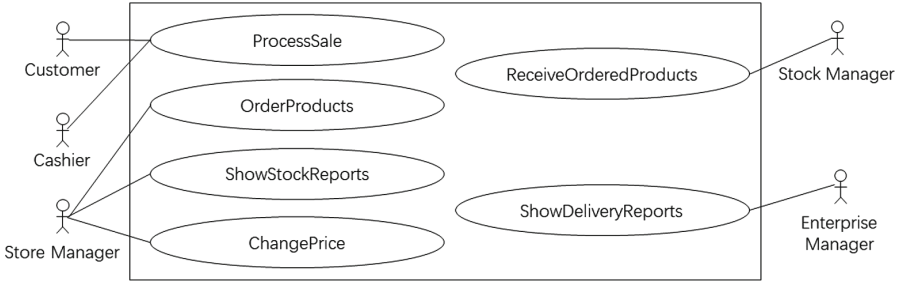 ProcessSale
Customer
ReceiveOrderedProducts
Stock Manager
OrderProducts
Cashier
ShowStockReports
ShowDeliveryReports
Enterprise
Manager
Store Manager
ChangePrice